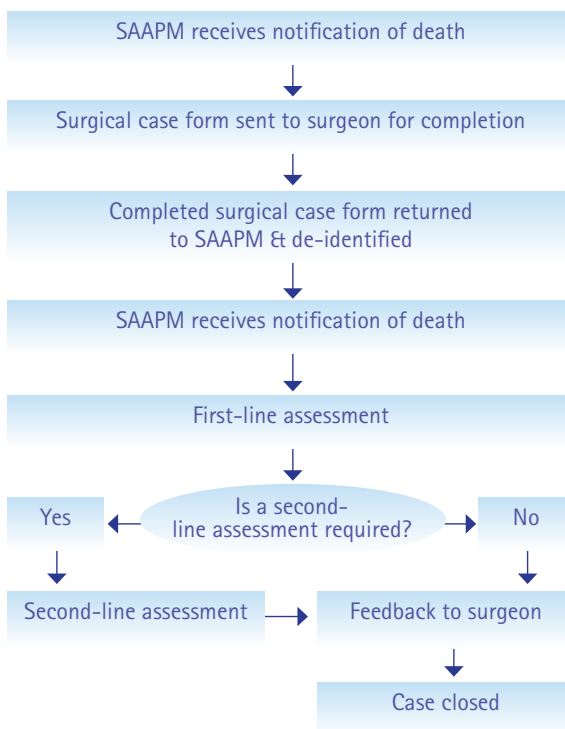 SAAPM receives notification of death
Surgical case form sent to surgeon for completion
Completed surgical case form returned
to SAAPM & de-identified
SAAPM receives notification of death
First-line assessment
Is a second-
line assessment required?
Yes
No
Second-line assessment
Feedback to surgeon
Case closed